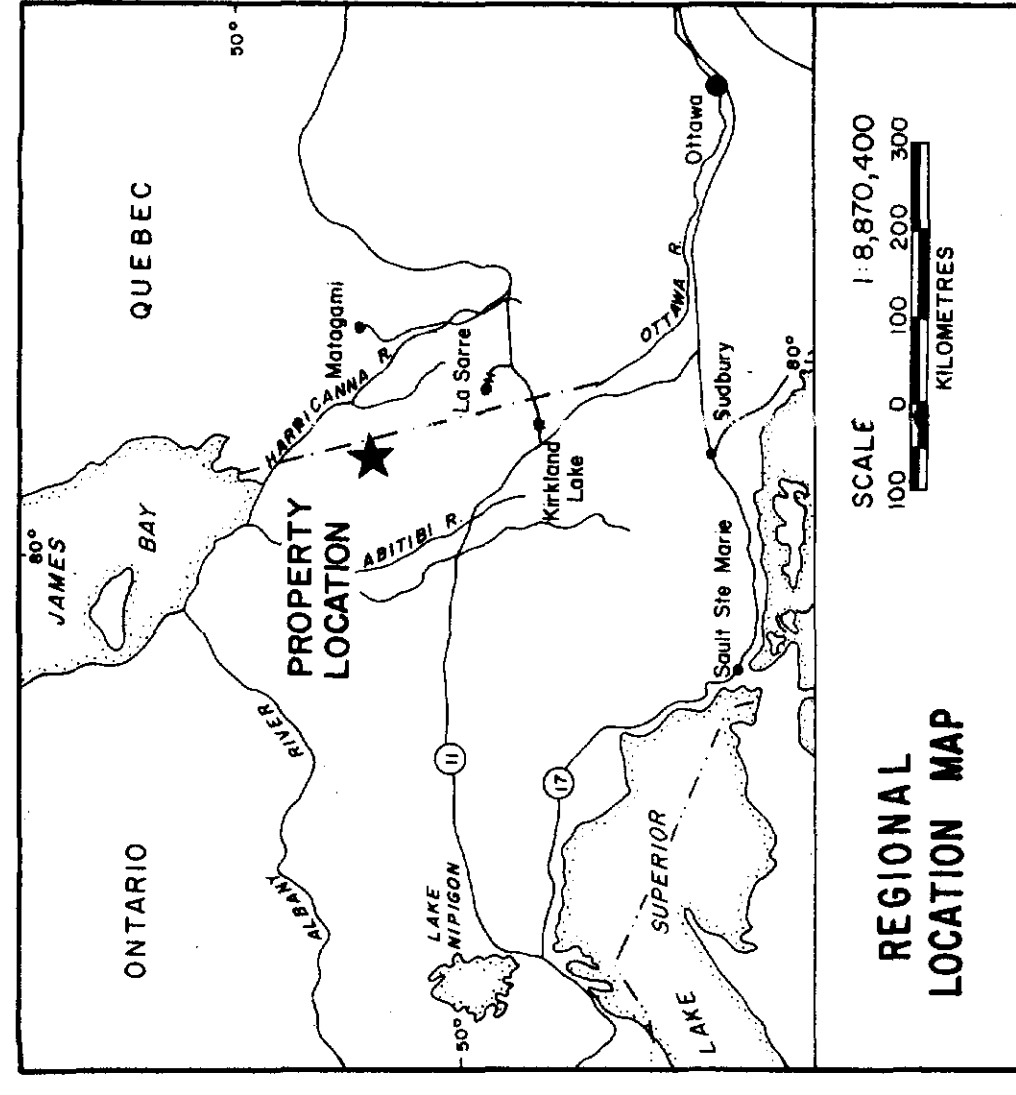 80°
JAMES
BAY
QUEBEC
50°
ONTARIO
ALBANY
RIVER
HARRICANNA R.
Matagami
PROPERTY
LOCATION
ABITIBI R.
La Sarre
11
Kirkland
Lake
LAKE
NIPIGON
50°
17
OTTAWA R.
Ottawa
Sudbury
Sault Ste Marie
80°
LAKE
SUPERIOR
REGIONAL
LOCATION MAP
SCALE 1:8,870,400
100 0 100 200 300
KILOMETRES